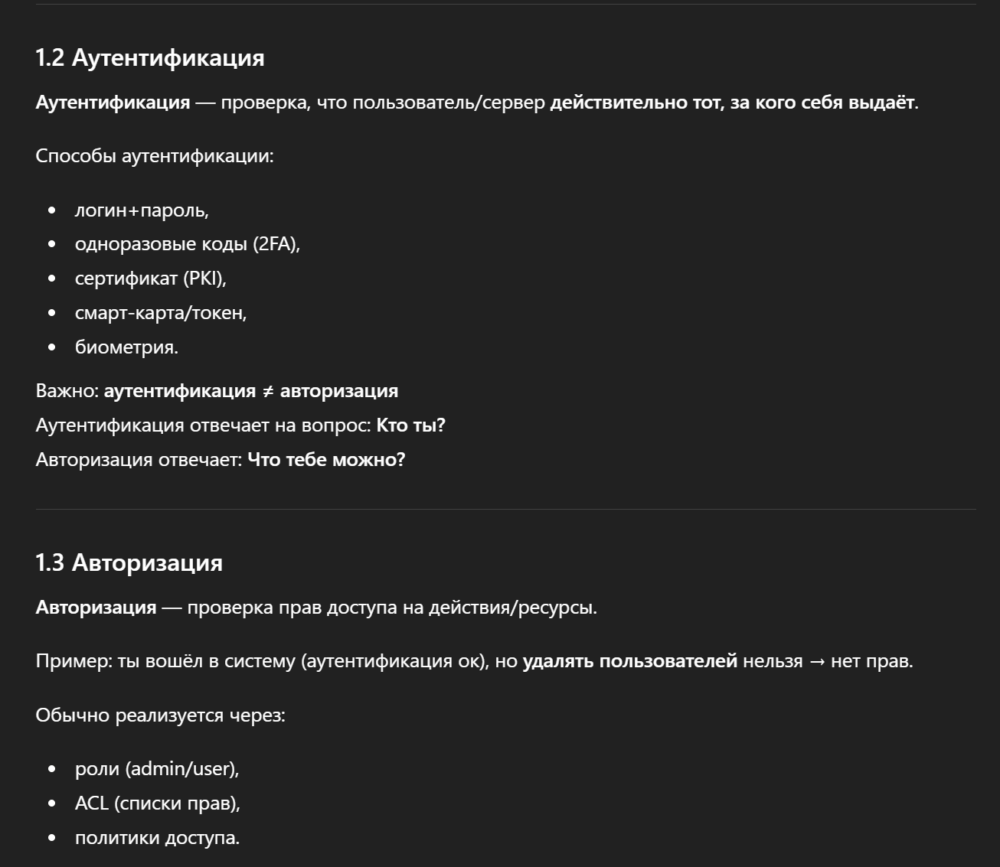 1.2 Аутентификация
Аутентификация — проверка, что пользователь/сервер действительно тот, за кого себя выдаёт.
Способы аутентификации:
• логин+пароль,
• одноразовые коды (2FA),
• сертификат (PKI),
• смарт-карта/токен,
• биометрия.
Важно: аутентификация ≠ авторизация
Аутентификация отвечает на вопрос: Кто ты?
Авторизация отвечает: Что тебе можно?
1.3 Авторизация
Авторизация — проверка прав доступа на действия/ресурсы.
Пример: ты вошёл в систему (аутентификация ок), но удалять пользователей нельзя → нет прав.
Обычно реализуется через:
• роли (admin/user),
• ACL (списки прав),
• политики доступа.